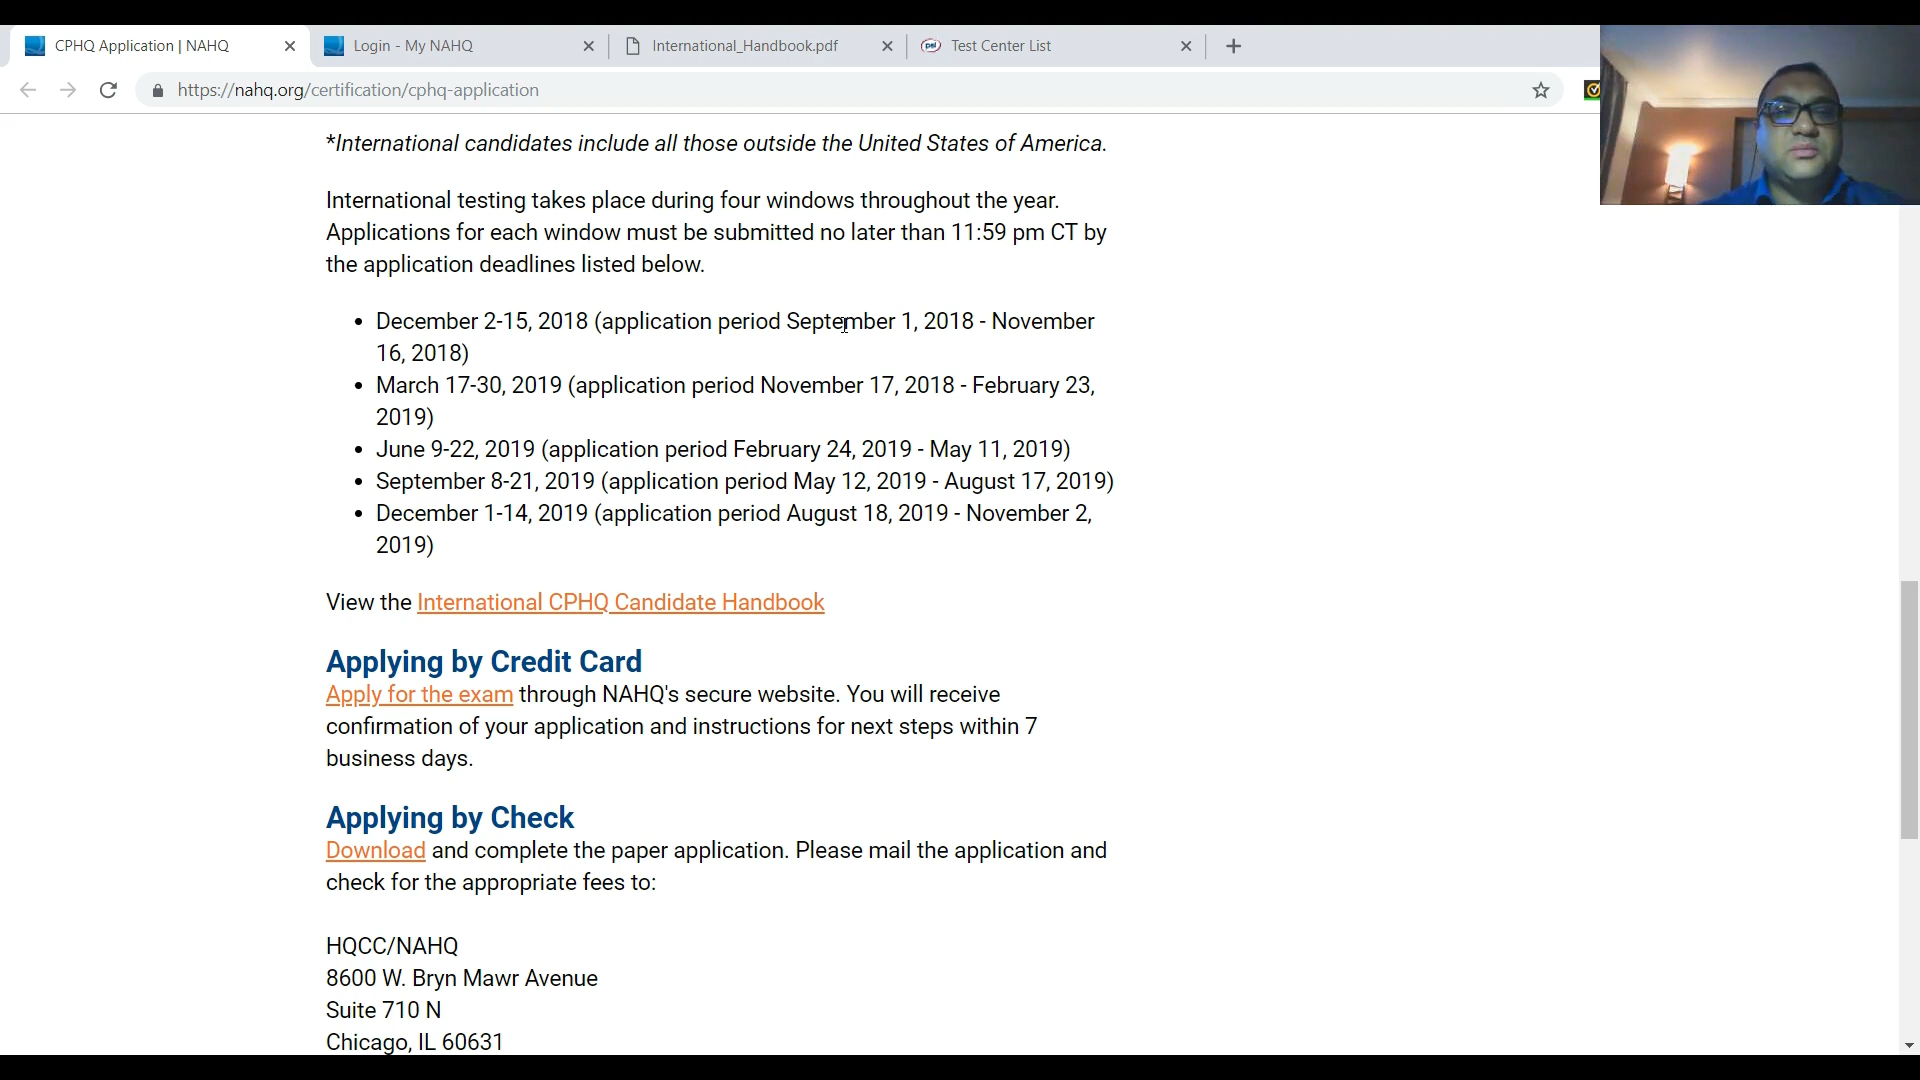 CPHQ Application | NAHQ
Login - My NAHQ
International_Handbook.pdf
psi
Test Center List
https://nahq.org/certification/cphq-application
*International candidates include all those outside the United States of America.
International testing takes place during four windows throughout the year.
Applications for each window must be submitted no later than 11:59 pm CT by
the application deadlines listed below.
• December 2-15, 2018 (application period September 1, 2018 - November
16, 2018)
• March 17-30, 2019 (application period November 17, 2018 - February 23,
2019)
• June 9-22, 2019 (application period February 24, 2019 - May 11, 2019)
• September 8-21, 2019 (application period May 12, 2019 - August 17, 2019)
• December 1-14, 2019 (application period August 18, 2019 - November 2,
2019)
View the International CPHQ Candidate Handbook
Applying by Credit Card
Apply for the exam through NAHQ's secure website. You will receive
confirmation of your application and instructions for next steps within 7
business days.
Applying by Check
Download and complete the paper application. Please mail the application and
check for the appropriate fees to:
HQCC/NAHQ
8600 W. Bryn Mawr Avenue
Suite 710 N
Chicago, IL 60631